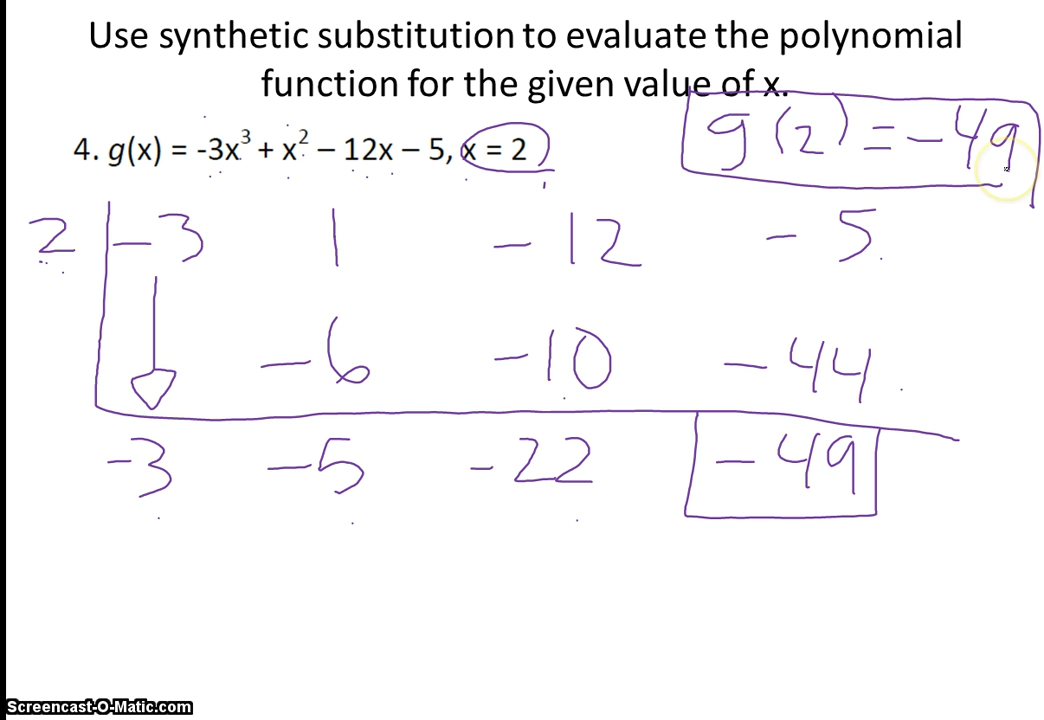 Use synthetic substitution to evaluate the polynomial
function for the given value of x.
g(2) = -49
4. g(x) = -3x³ + x² – 12x – 5, x = 2
2 -3 1 -12 -5
-6 -10 -44
-3 -5 -22 -49
Screencast-O-Matic.com